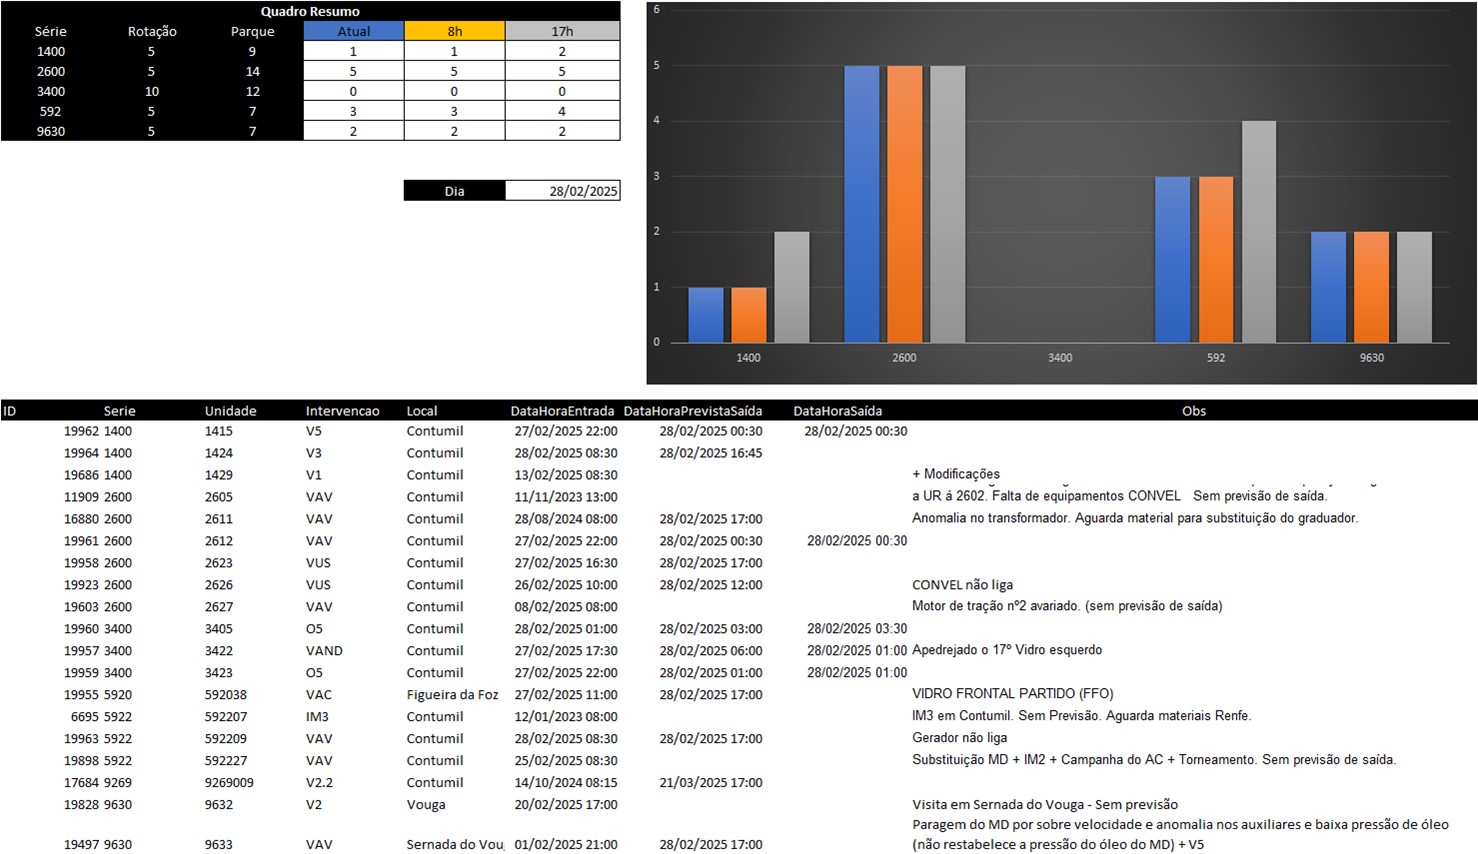 Quadro Resumo
Série Rotação Parque Atual 8h 17h
1400 5 9 1 1 2
2600 5 14 5 5 5
3400 10 12 0 0 0
592 5 7 3 3 4
9630 5 7 2 2 2
Dia 28/02/2025
6
5
4
3
2
1
0
1400 2600 3400 592 9630
ID Serie Unidade Intervencao Local DataHoraEntrada DataHoraPrevistaSaída DataHoraSaída Obs
19962 1400 1415 V5 Contumil 27/02/2025 22:00 28/02/2025 00:30 28/02/2025 00:30
19964 1400 1424 V3 Contumil 28/02/2025 08:30 28/02/2025 16:45
19686 1400 1429 V1 Contumil 13/02/2025 08:30 + Modificações
11909 2600 2605 VAV Contumil 11/11/2023 13:00 a UR á 2602. Falta de equipamentos CONVEL Sem previsão de saída.
16880 2600 2611 VAV Contumil 28/08/2024 08:00 28/02/2025 17:00 Anomalia no transformador. Aguarda material para substituição do graduador.
19961 2600 2612 VAV Contumil 27/02/2025 22:00 28/02/2025 00:30 28/02/2025 00:30
19958 2600 2623 VUS Contumil 27/02/2025 16:30 28/02/2025 17:00
19923 2600 2626 VUS Contumil 26/02/2025 10:00 28/02/2025 12:00 CONVEL não liga
19603 2600 2627 VAV Contumil 08/02/2025 08:00 Motor de tração nº2 avariado. (sem previsão de saída)
19960 3400 3405 O5 Contumil 28/02/2025 01:00 28/02/2025 03:00 28/02/2025 03:30
19957 3400 3422 VAND Contumil 27/02/2025 17:30 28/02/2025 06:00 28/02/2025 01:00 Apedrejado o 17º Vidro esquerdo
19959 3400 3423 O5 Contumil 27/02/2025 22:00 28/02/2025 01:00 28/02/2025 01:00
19955 5920 592038 VAC Figueira da Foz 27/02/2025 11:00 28/02/2025 17:00 VIDRO FRONTAL PARTIDO (FFO)
6695 5922 592207 IM3 Contumil 12/01/2023 08:00 IM3 em Contumil. Sem Previsão. Aguarda materiais Renfe.
19963 5922 592209 VAV Contumil 28/02/2025 08:30 28/02/2025 17:00 Gerador não liga
19898 5922 592227 VAV Contumil 25/02/2025 08:30 Substituição MD + IM2 + Campanha do AC + Torneamento. Sem previsão de saída.
17684 9269 9269009 V2.2 Contumil 14/10/2024 08:15 21/03/2025 17:00
19828 9630 9632 V2 Vouga 20/02/2025 17:00 Visita em Sernada do Vouga - Sem previsão
Paragem do MD por sobre velocidade e anomalia nos auxiliares e baixa pressão de óleo
19497 9630 9633 VAV Sernada do Vou 01/02/2025 21:00 28/02/2025 17:00 (não restabelece a pressão do óleo do MD) + V5